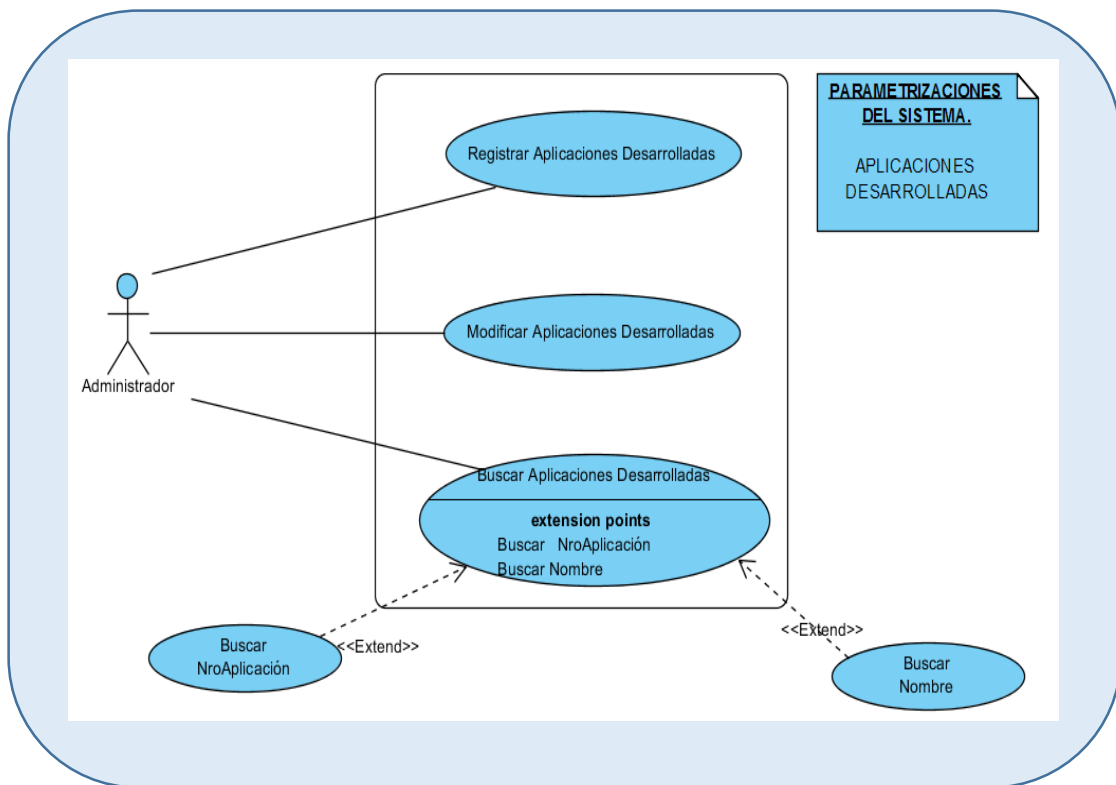 PARAMETRIZACIONES
DEL SISTEMA.
APLICACIONES
DESARROLLADAS
Registrar Aplicaciones Desarrolladas
Modificar Aplicaciones Desarrolladas
Administrador
Buscar Aplicaciones Desarrolladas
extension points
Buscar NroAplicación
Buscar Nombre
<<Extend>>
<<Extend>>
Buscar
NroAplicación
Buscar
Nombre